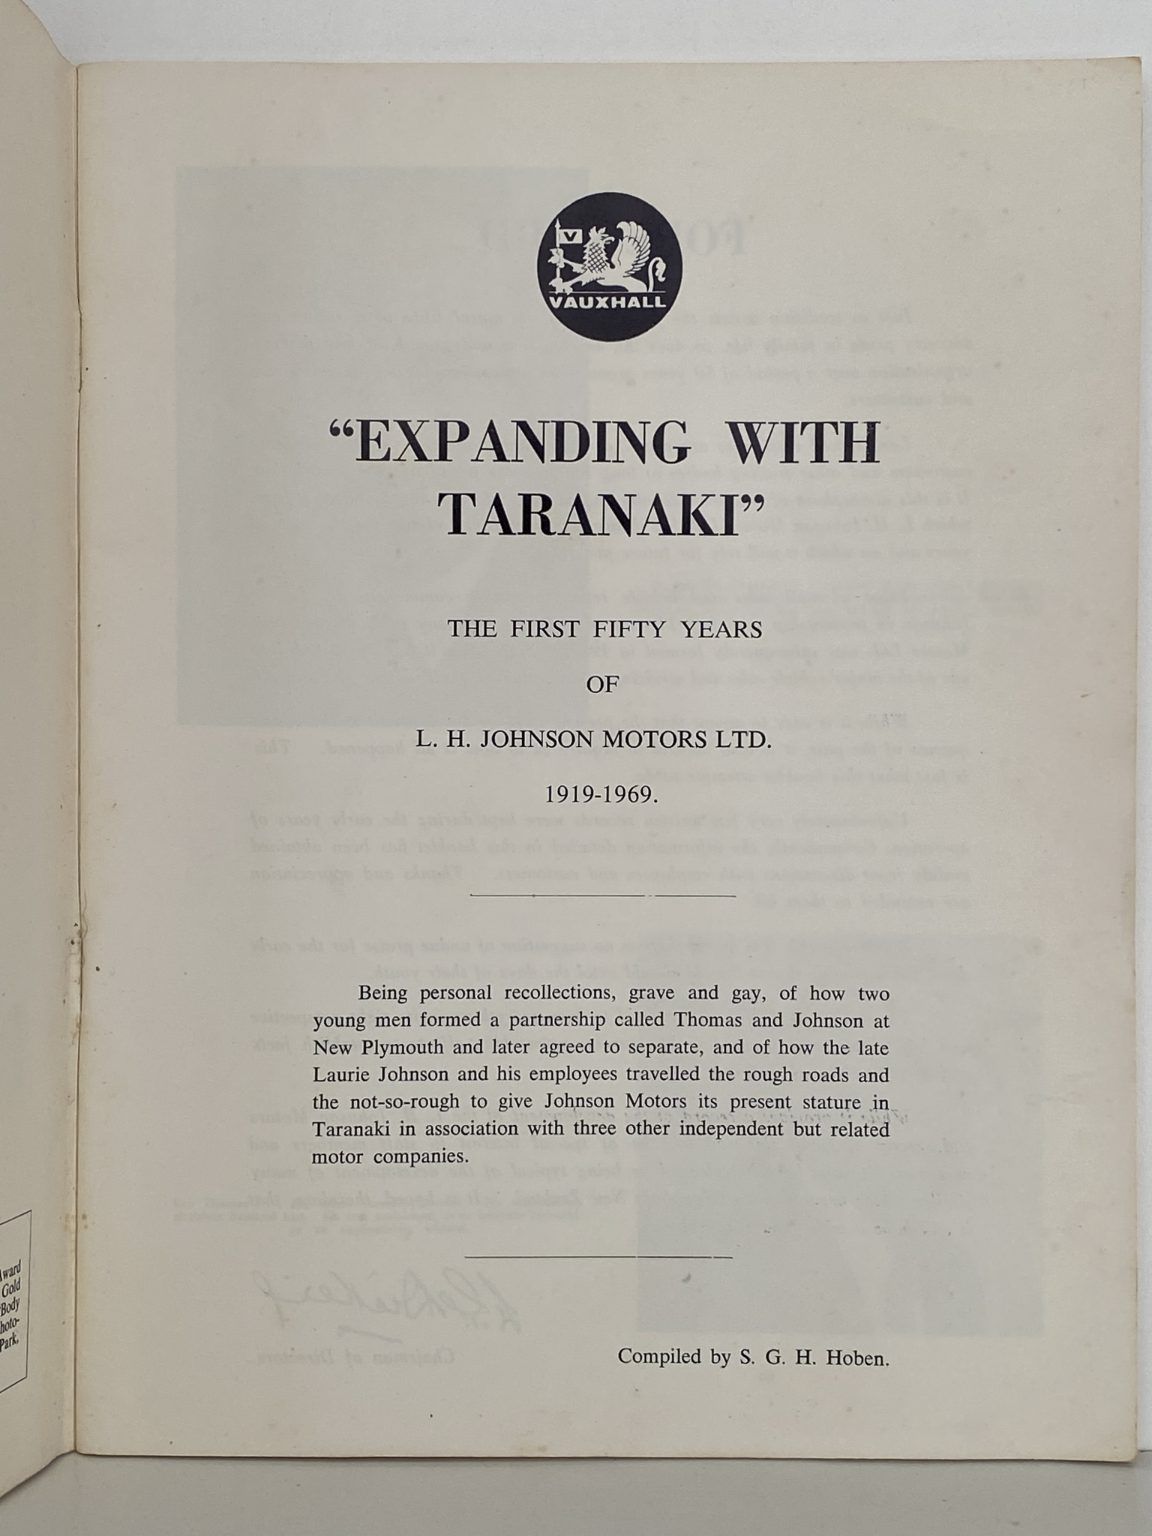 V
VAUXHALL
“EXPANDING WITH
TARANAKI”
THE FIRST FIFTY YEARS
OF
L. H. JOHNSON MOTORS LTD.
1919-1969.
Being personal recollections, grave and gay, of how two
young men formed a partnership called Thomas and Johnson at
New Plymouth and later agreed to separate, and of how the late
Laurie Johnson and his employees travelled the rough roads and
the not-so-rough to give Johnson Motors its present stature in
Taranaki in association with three other independent but related
motor companies.
Compiled by S. G. H. Hoben.
Award
Gold
Body
Park,